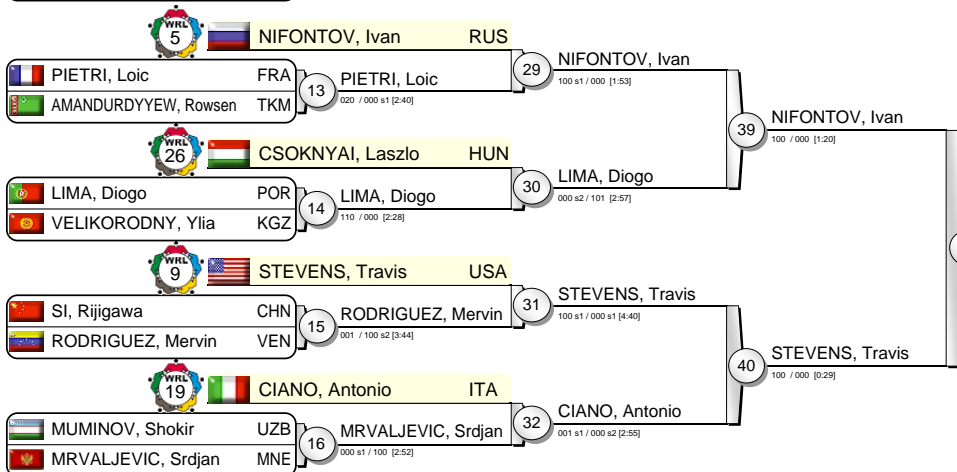 WRL
5
NIFONTOV, Ivan RUS
PIETRI, Loic FRA
AMANDURDYYEW, Rowsen TKM
13
PIETRI, Loic
020 / 000 s1 [2:40]
29
NIFONTOV, Ivan
100 s1 / 000 [1:53]
WRL
26
CSOKNYAI, Laszlo HUN
LIMA, Diogo POR
VELIKORODNY, Ylia KGZ
14
LIMA, Diogo
110 / 000 [2:28]
30
LIMA, Diogo
000 s2 / 101 [2:57]
39
NIFONTOV, Ivan
100 / 000 [1:20]
WRL
9
STEVENS, Travis USA
SI, Rijigawa CHN
RODRIGUEZ, Mervin VEN
15
RODRIGUEZ, Mervin
001 / 100 s2 [3:44]
31
STEVENS, Travis
100 s1 / 000 s1 [4:40]
WRL
19
CIANO, Antonio ITA
MUMINOV, Shokir UZB
MRVALJEVIC, Srdjan MNE
16
MRVALJEVIC, Srdjan
000 s1 / 100 [2:52]
32
CIANO, Antonio
001 s1 / 000 s2 [2:55]
40
STEVENS, Travis
100 / 000 [0:29]